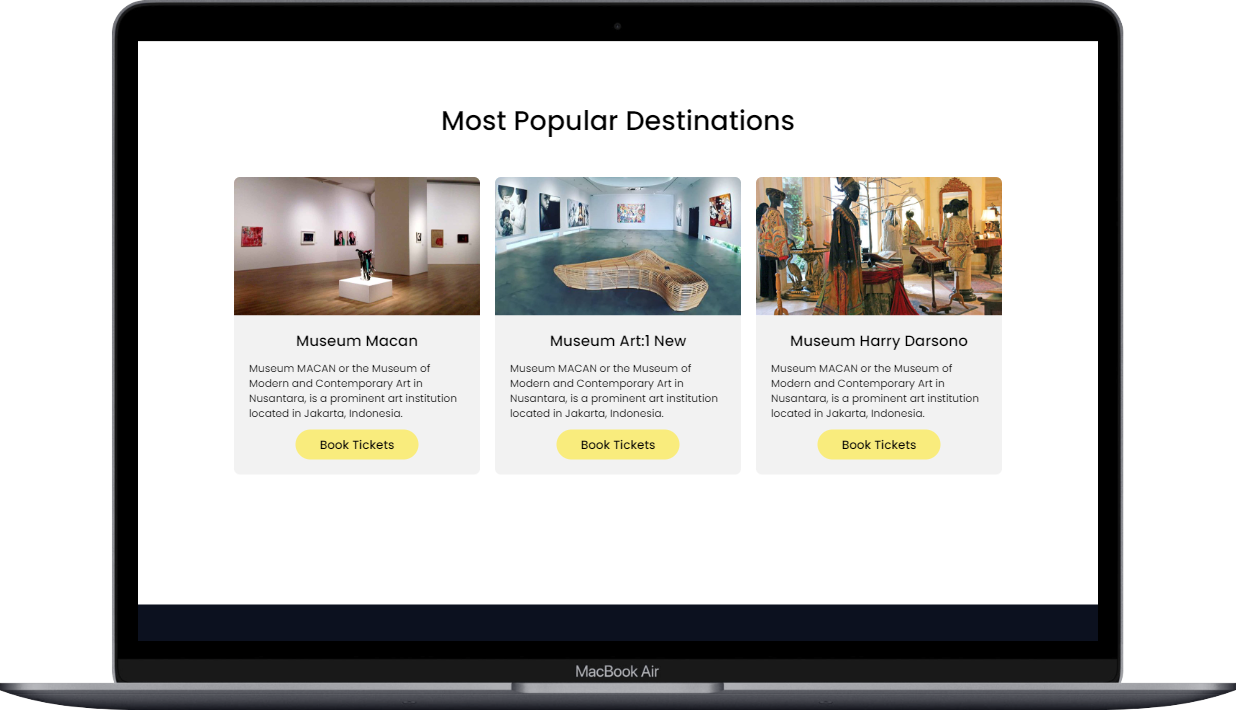 Most Popular Destinations
Museum Macan
Museum MACAN or the Museum of
Modern and Contemporary Art in
Nusantara, is a prominent art institution
located in Jakarta, Indonesia.
Book Tickets
Museum Art:1 New
Museum MACAN or the Museum of
Modern and Contemporary Art in
Nusantara, is a prominent art institution
located in Jakarta, Indonesia.
Book Tickets
Museum Harry Darsono
Museum MACAN or the Museum of
Modern and Contemporary Art in
Nusantara, is a prominent art institution
located in Jakarta, Indonesia.
Book Tickets
MacBook Air